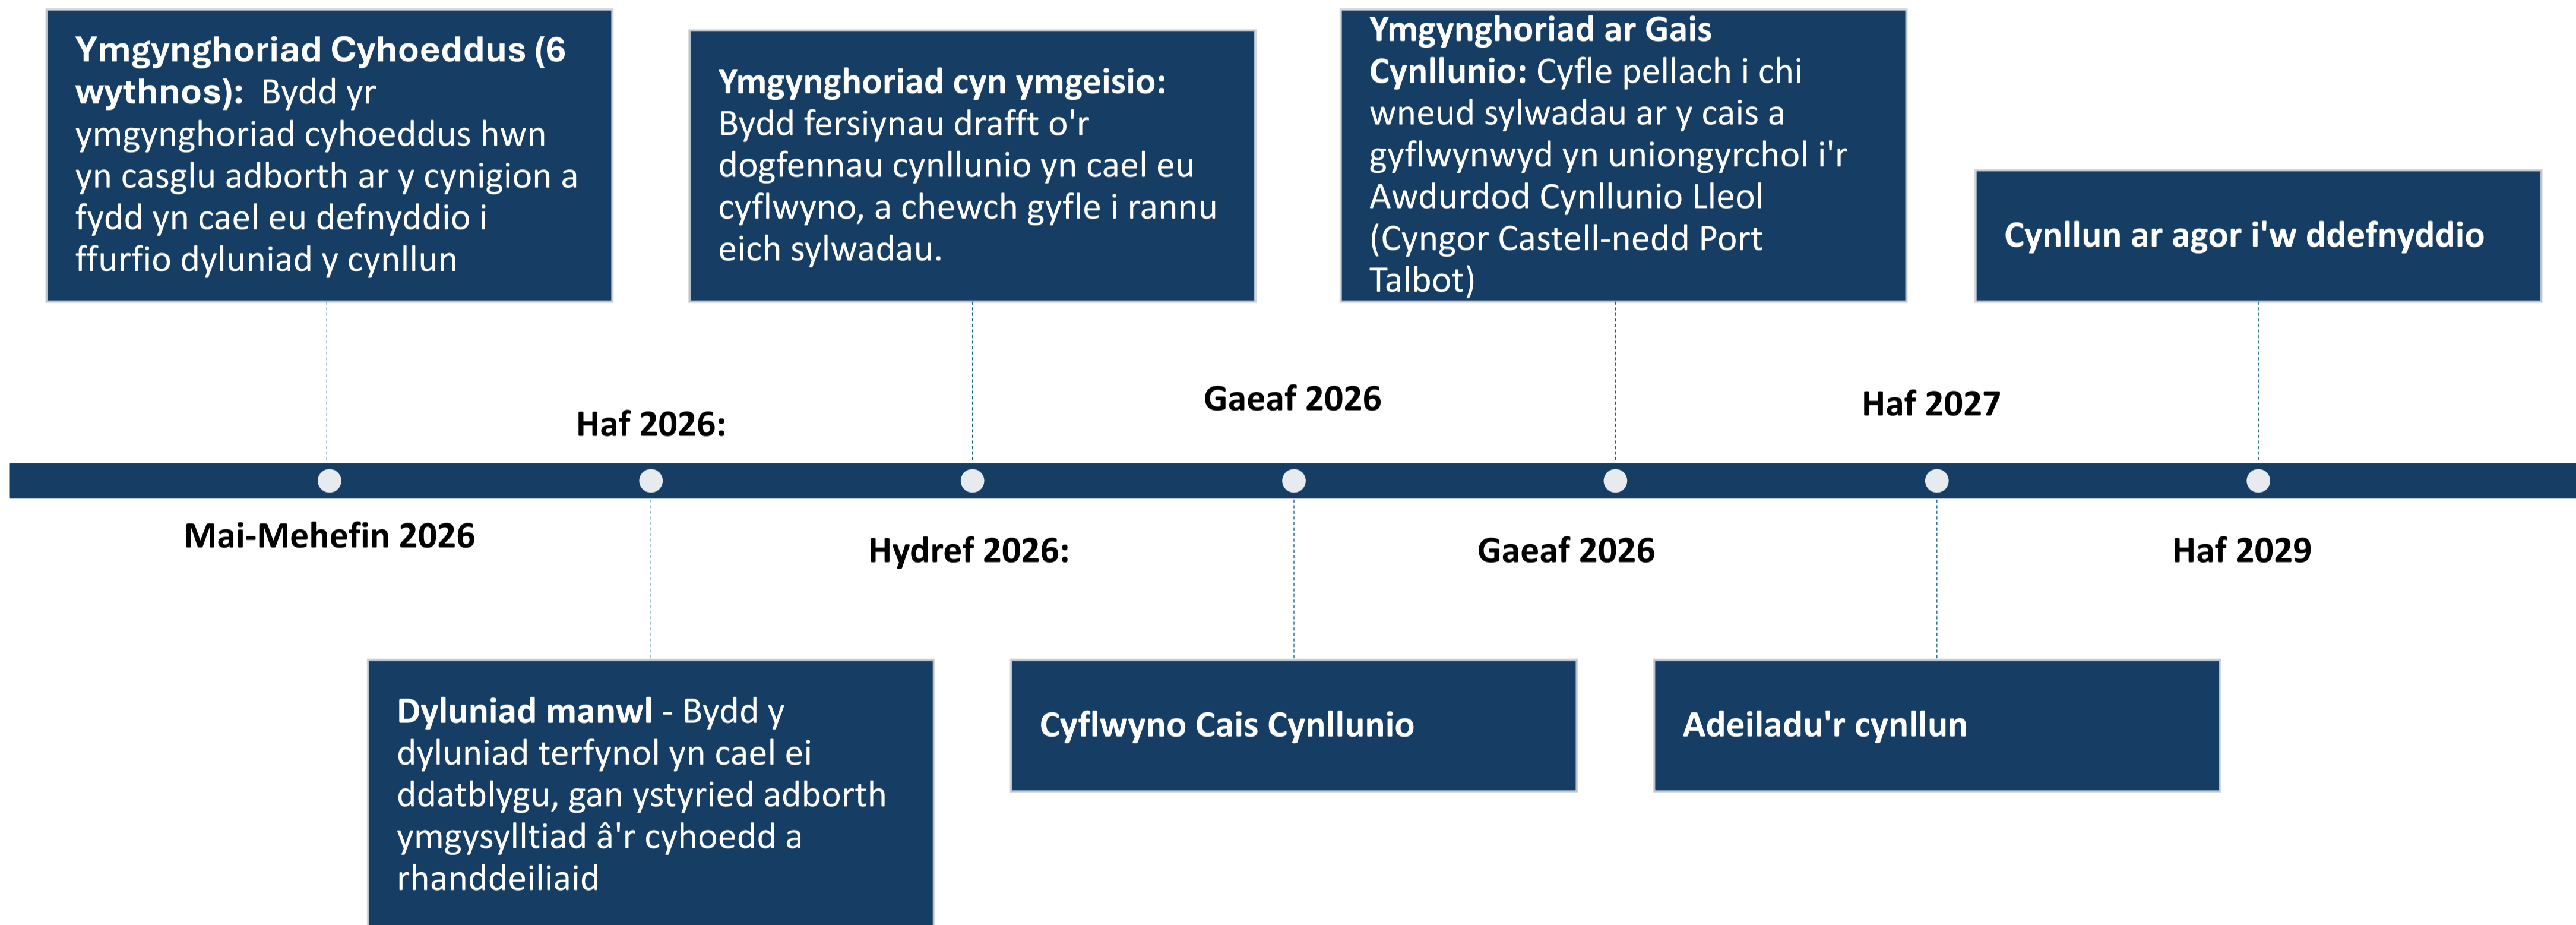 Ymgynghoriad Cyhoeddus (6
wythnos): Bydd yr
ymgynghoriad cyhoeddus hwn
yn casglu adborth ar y cynigion a
fydd yn cael eu defnyddio i
ffurfio dyluniad y cynllun
Ymgynghoriad cyn ymgeisio:
Bydd fersiynau drafft o'r
dogfennau cynllunio yn cael eu
cyflwyno, a chewch gyfle i rannu
eich sylwadau.
Ymgynghoriad ar Gais
Cynllunio: Cyfle pellach i chi
wneud sylwadau ar y cais a
gyflwynwyd yn uniongyrchol i'r
Awdurdod Cynllunio Lleol
(Cyngor Castell-nedd Port
Talbot)
Cynllun ar agor i'w ddefnyddio
Haf 2026:
Gaeaf 2026
Haf 2027
Mai-Mehefin 2026
Hydref 2026:
Gaeaf 2026
Haf 2029
Dyluniad manwl - Bydd y
dyluniad terfynol yn cael ei
ddatblygu, gan ystyried adborth
ymgysylltiad â'r cyhoedd a
rhanddeiliaid
Cyflwyno Cais Cynllunio
Adeiladu'r cynllun